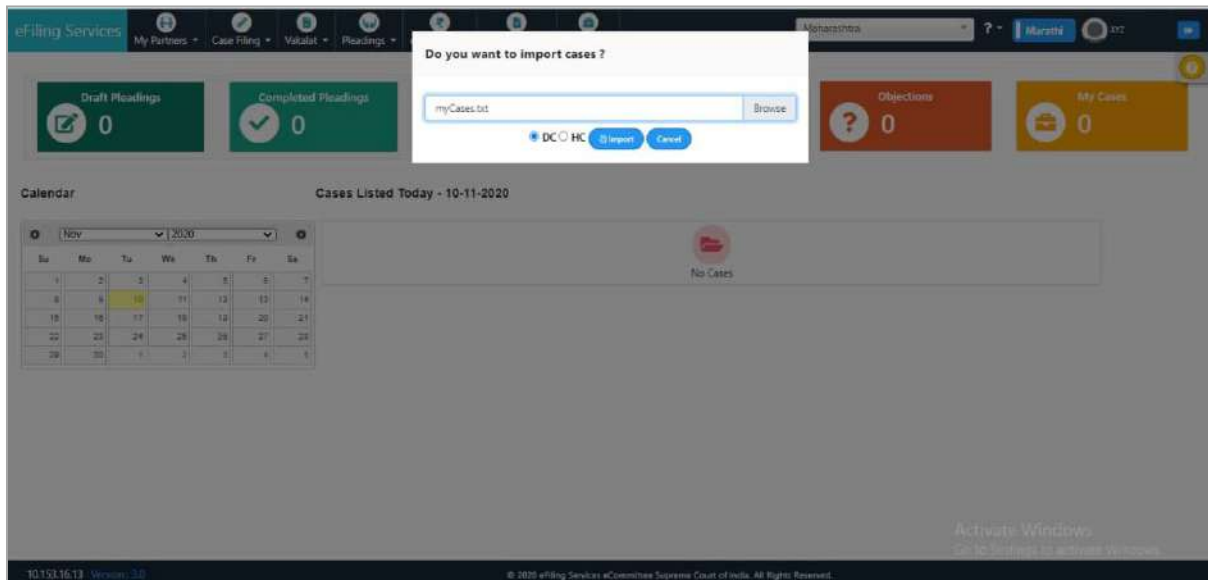 eFiling Services
My Partners
Case Filing
Vakalat
Pleadings
Maharashtra
?
Marathi
XYZ
Do you want to import cases ?
myCases.txt
Browse
DC HC Import Cancel
Draft Pleadings
0
Completed Pleadings
0
Objections
0
My Cases
0
Calendar
Cases Listed Today - 10-11-2020
Nov 2020
Su Mo Tu We Th Fr Sa
1 2 3 4 5 6 7
8 9 10 11 12 13 14
15 16 17 18 19 20 21
22 23 24 25 26 27 28
29 30 1 2 3 4 5
No Cases
Activate Windows
Go to Settings to activate Windows.
10.153.16.13 Version: 3.0
© 2020 eFiling Services eCommittee Supreme Court of India. All Rights Reserved.